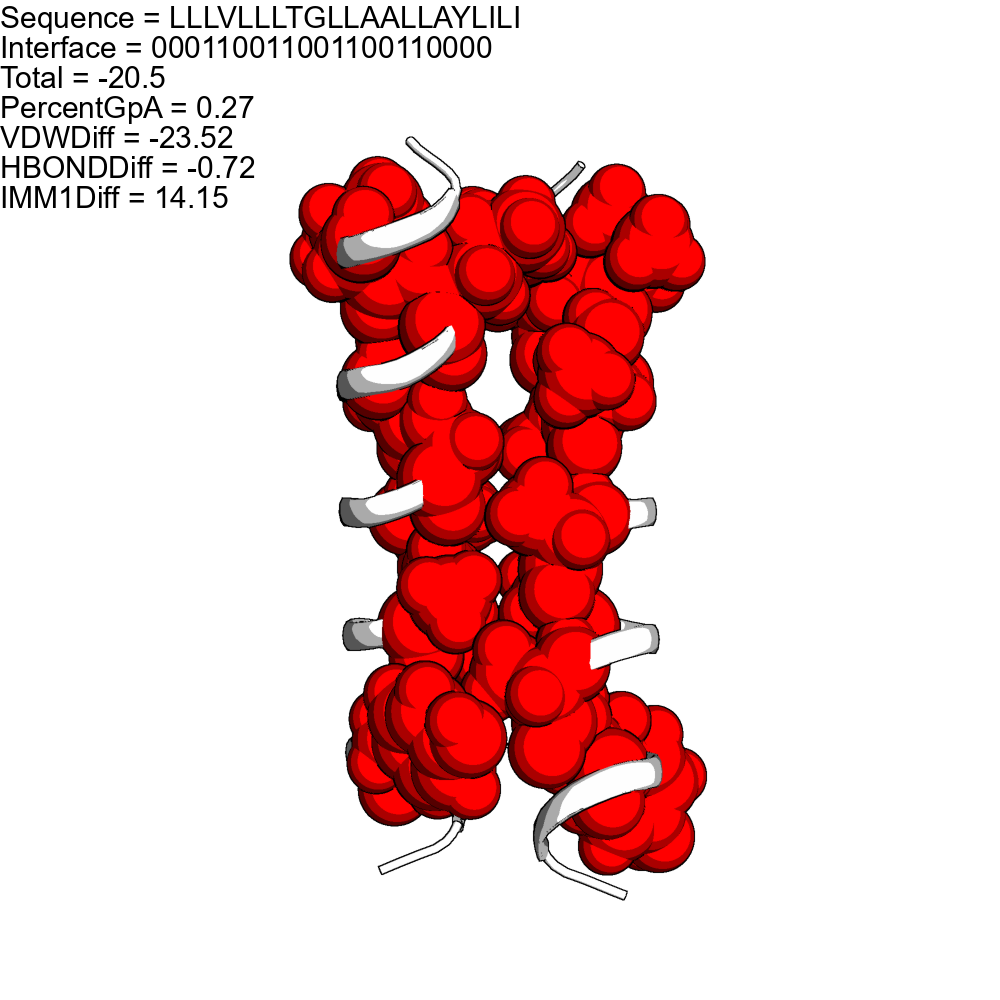 Sequence = LLLVLLLTGLLAALLAYLILI
Interface = 000110011001100110000
Total = -20.5
PercentGpA = 0.27
VDWDiff = -23.52
HBONDDiff = -0.72
IMM1Diff = 14.15